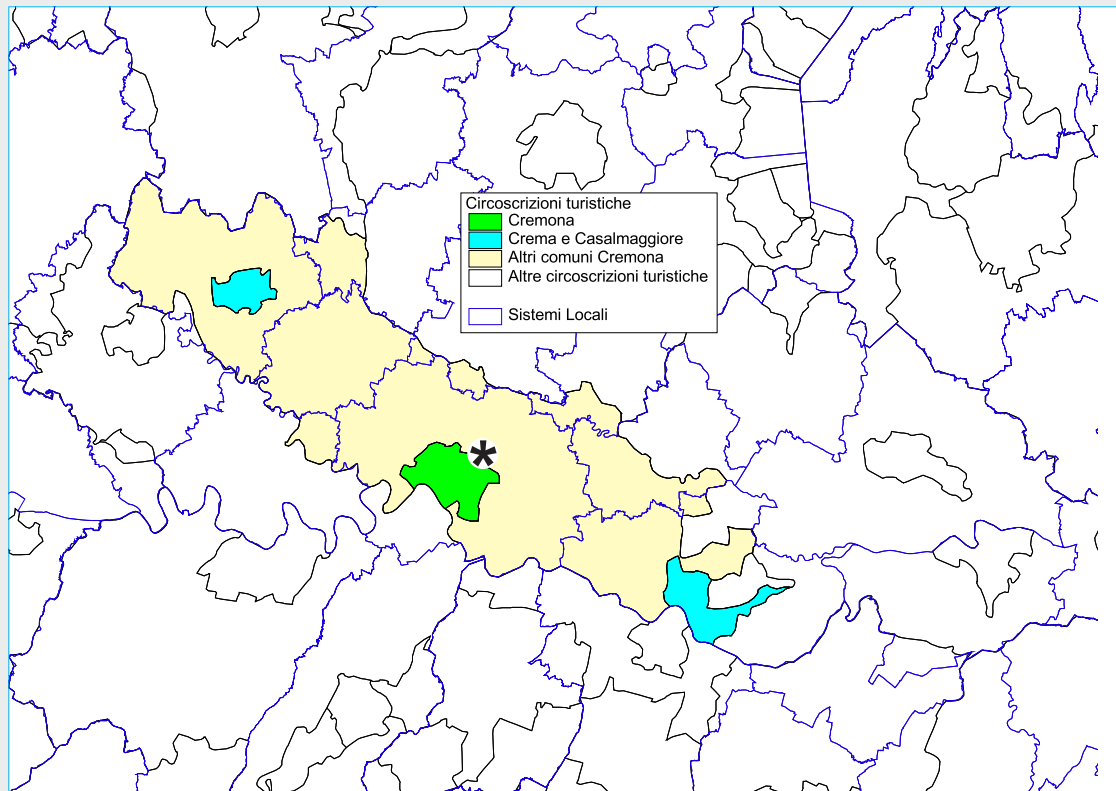 Circoscrizioni turistiche
Cremona
Crema e Casalmaggiore
Altri comuni Cremona
Altre circoscrizioni turistiche
Sistemi Locali
*